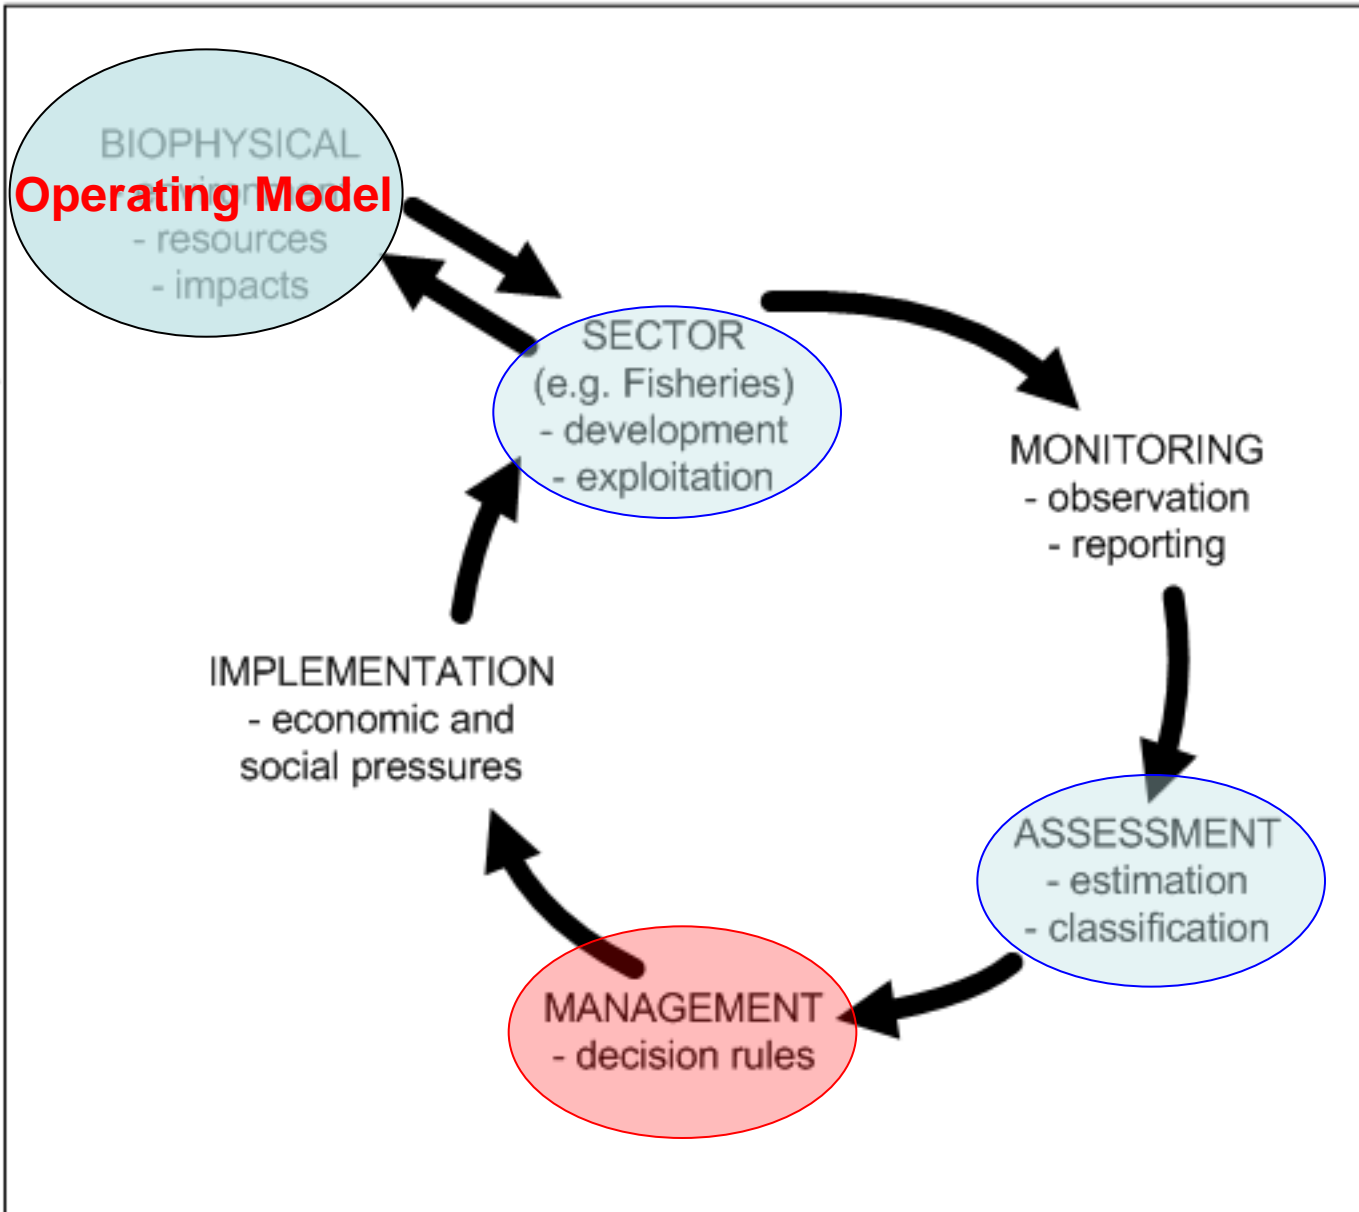 BIOPHYSICAL
Operating Model
- environment
- resources
- impacts
SECTOR
(e.g. Fisheries)
- development
- exploitation
MONITORING
- observation
- reporting
IMPLEMENTATION
- economic and
social pressures
ASSESSMENT
- estimation
- classification
MANAGEMENT
- decision rules